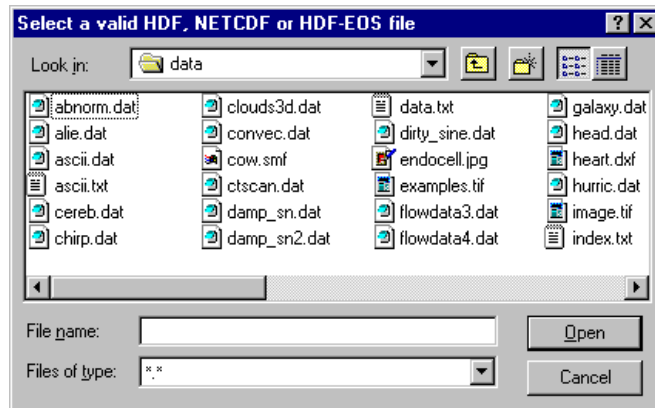 Select a valid HDF, NETCDF or HDF-EOS file
Look in: data
abnorm.dat clouds3d.dat data.txt galaxy.dat
alie.dat convec.dat dirty_sine.dat head.dat
ascii.dat cow.smf endocell.jpg heart.dxf
ascii.txt ctscan.dat examples.tif hurric.dat
cereb.dat damp_sn.dat flowdata3.dat image.tif
chirp.dat damp_sn2.dat flowdata4.dat index.txt
File name: Open
Files of type: *.* Cancel